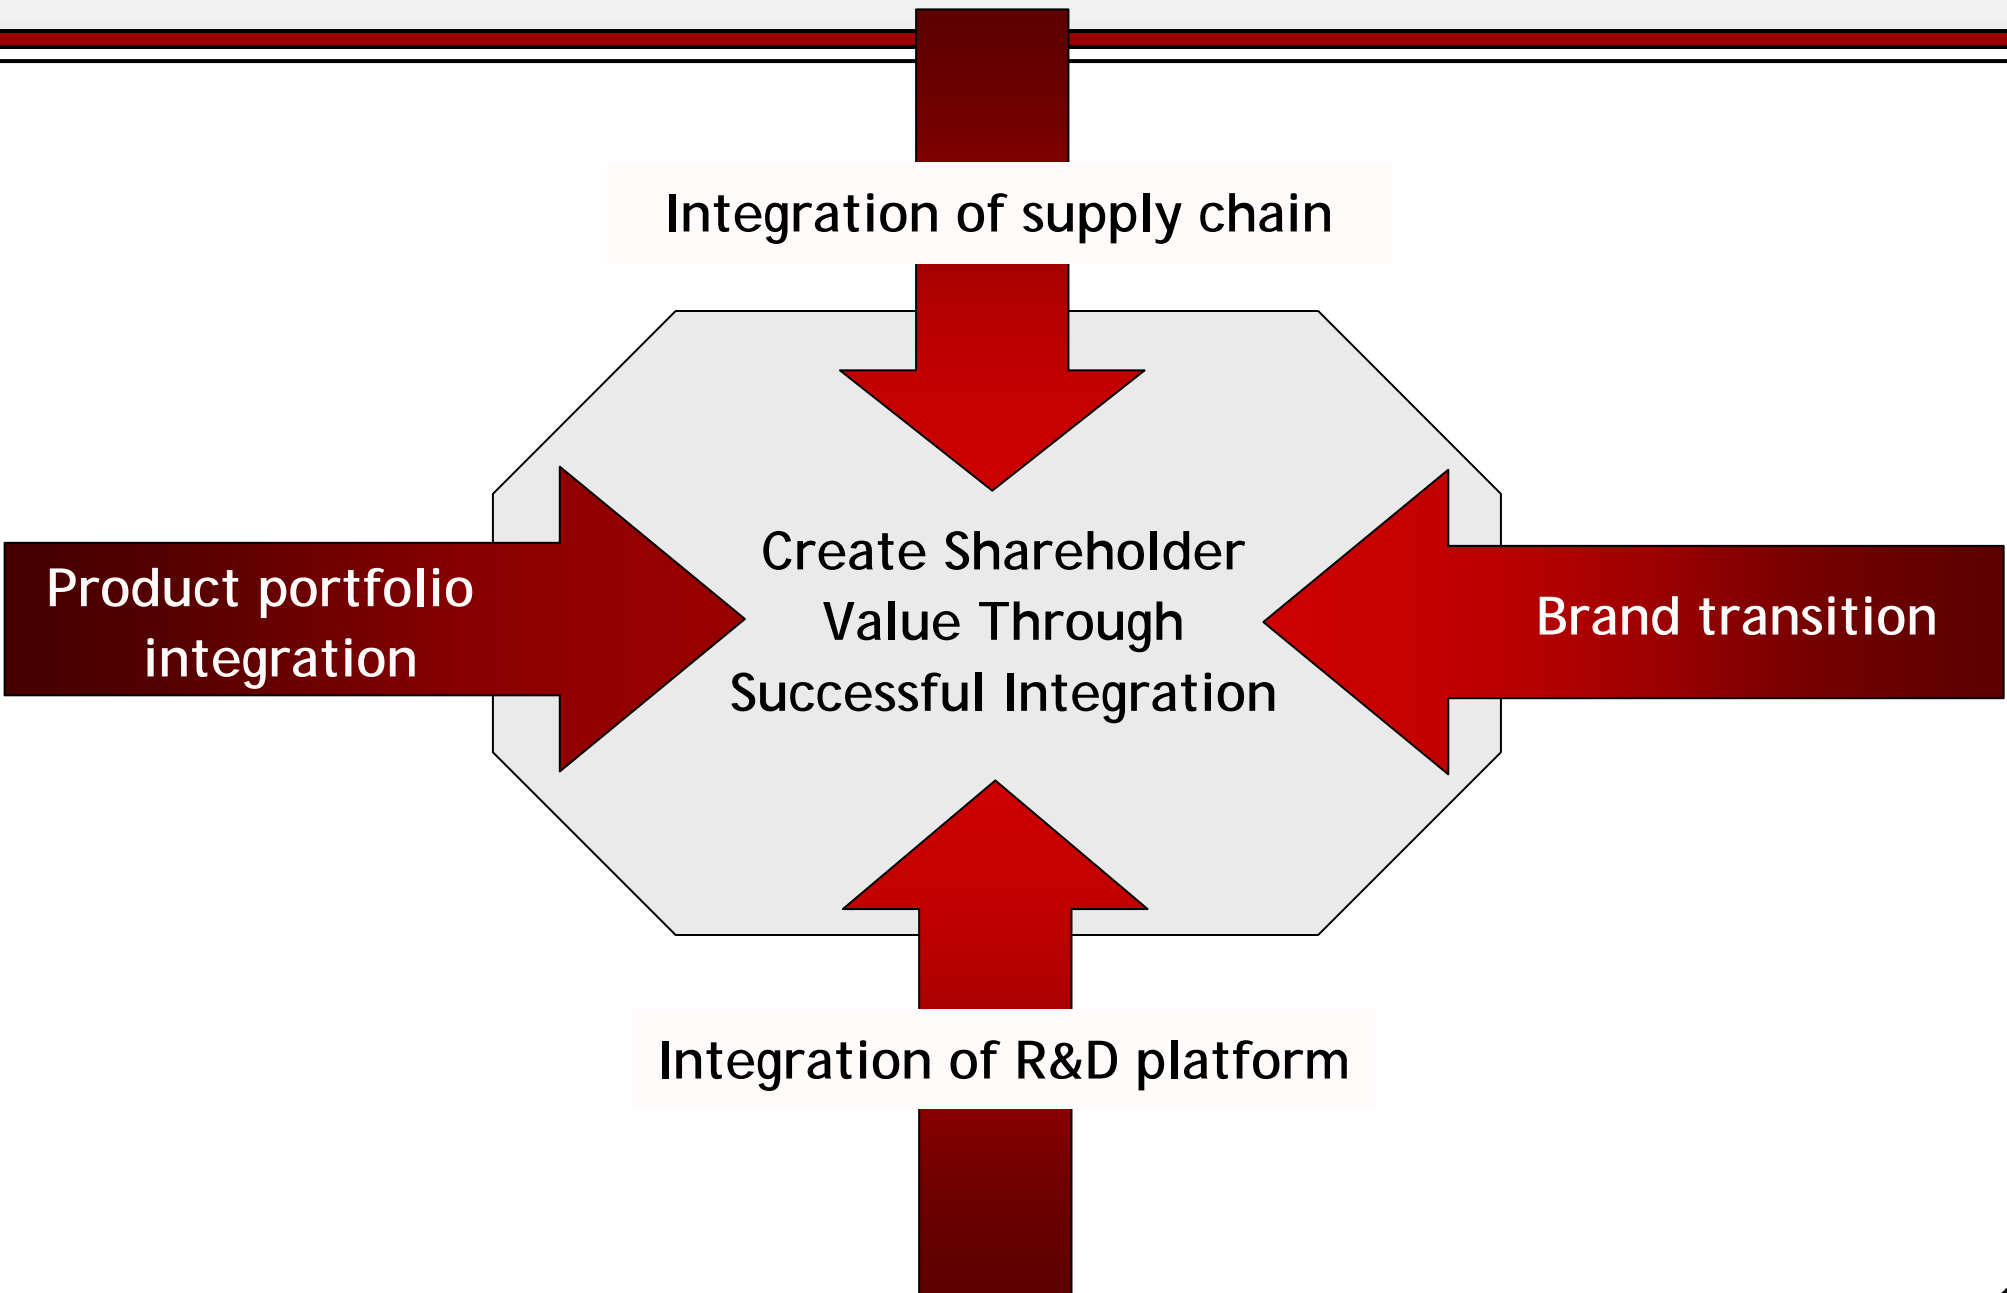 Integration of supply chain
Product portfolio
integration
Create Shareholder
Value Through
Successful Integration
Brand transition
Integration of R&D platform